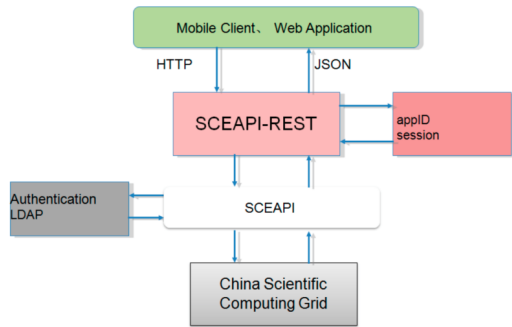 Mobile Client、 Web Application
HTTP
JSON
SCEAPI-REST
appID
session
Authentication
LDAP
SCEAPI
China Scientific
Computing Grid